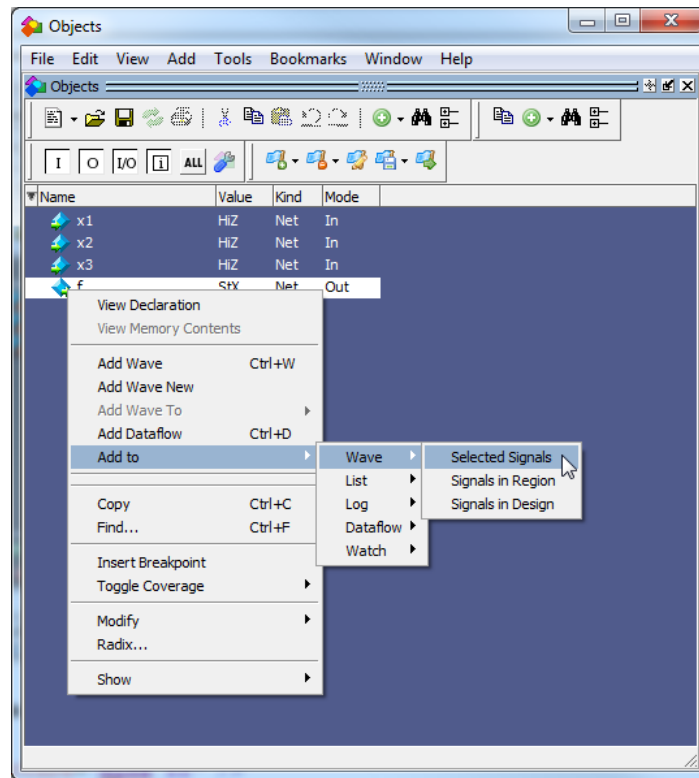 Objects
File Edit View Add Tools Bookmarks Window Help
Objects
I O I/O i ALL
Name Value Kind Mode
x1 HiZ Net In
x2 HiZ Net In
x3 HiZ Net In
f StX Net Out
View Declaration
View Memory Contents
Add Wave Ctrl+W
Add Wave New
Add Wave To
Add Dataflow Ctrl+D
Add to Wave Selected Signals
List Signals in Region
Copy Ctrl+C Log Signals in Design
Find... Ctrl+F Dataflow
Watch
Insert Breakpoint
Toggle Coverage
Modify
Radix...
Show